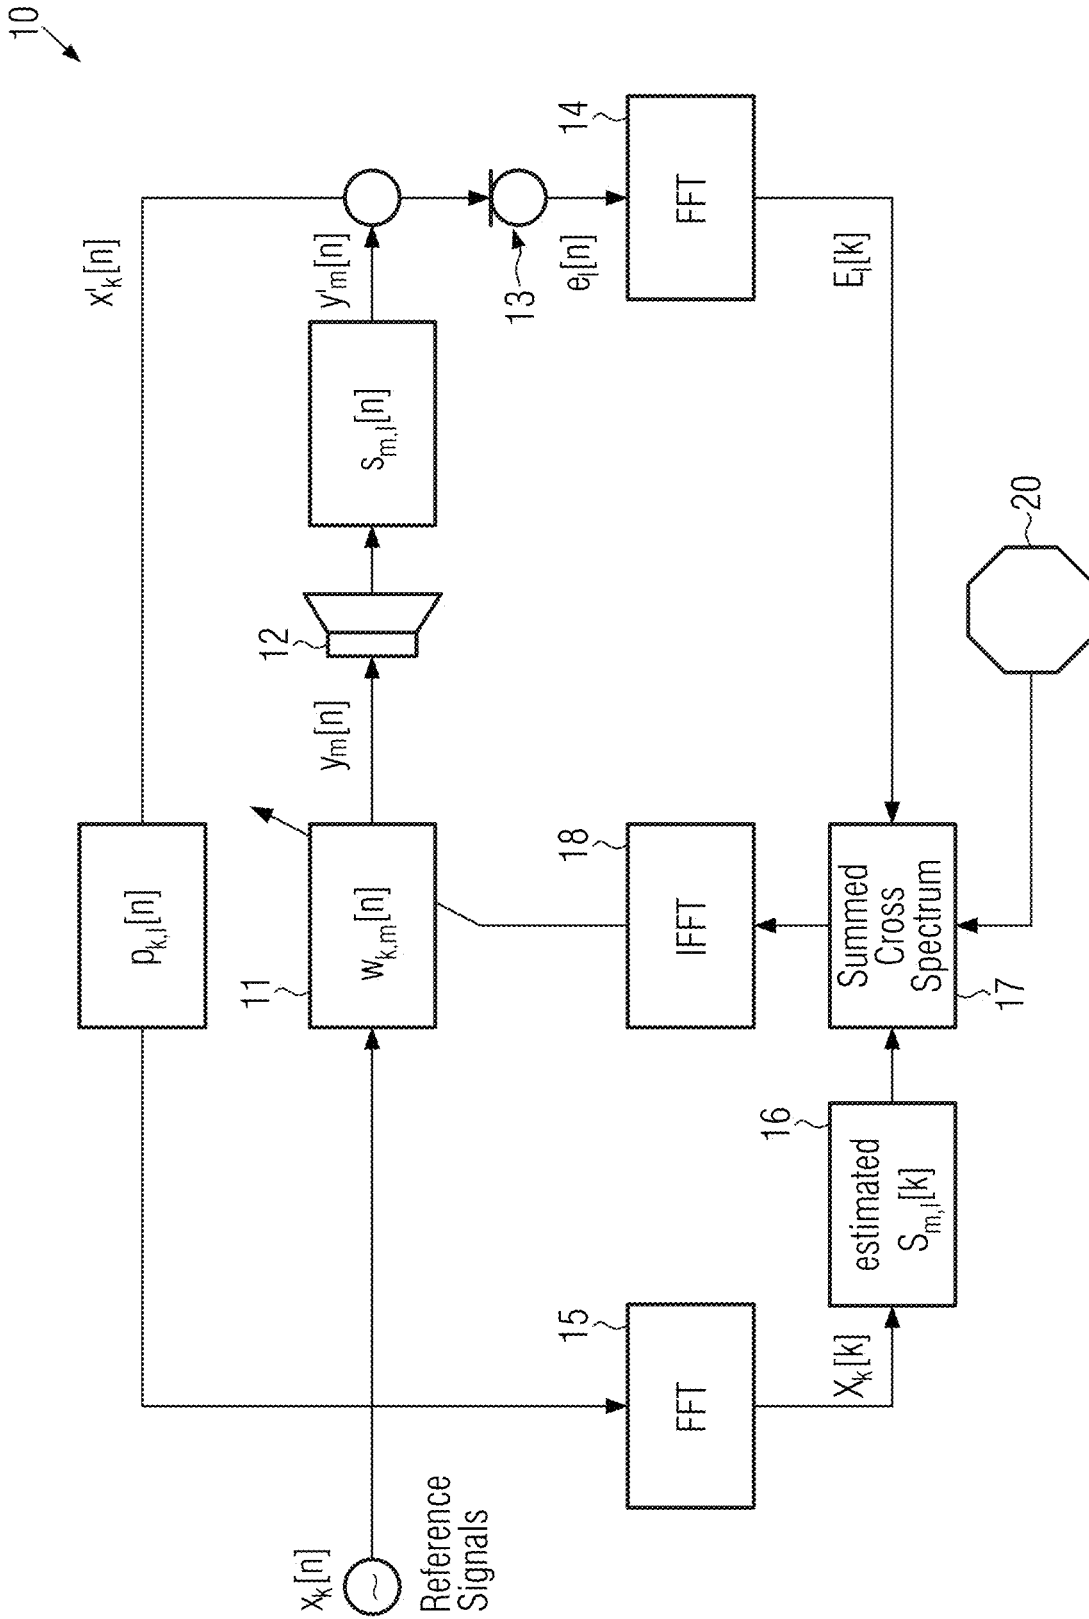 10
x'k[n]
pk,l[n]
xk[n]
Reference
Signals
11
wk,m[n]
ym[n]
12
sm,l[n]
y'm[n]
13
el[n]
14
FFT
El[k]
15
FFT
Xk[k]
16
estimated
Sm,l[k]
17
Summed
Cross
Spectrum
18
IFFT
20
~